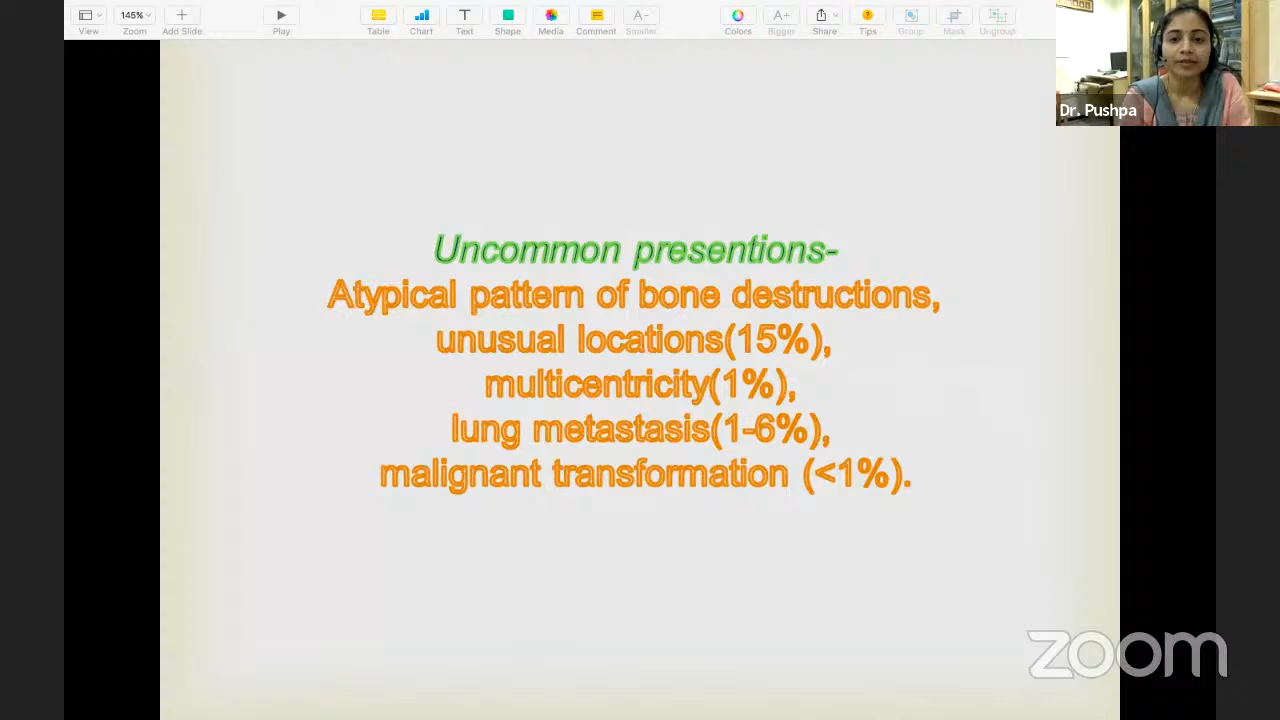 145%
View
Zoom
Add Slide
Play
Table
Chart
Text
Shape
Media
Comment
Smaller
Colors
Bigger
Share
Tips
Group
Mask
Ungroup
Dr. Pushpa
Uncommon presentions-
Atypical pattern of bone destructions,
unusual locations(15%),
multicentricity(1%),
lung metastasis(1-6%),
malignant transformation (<1%).
zoom